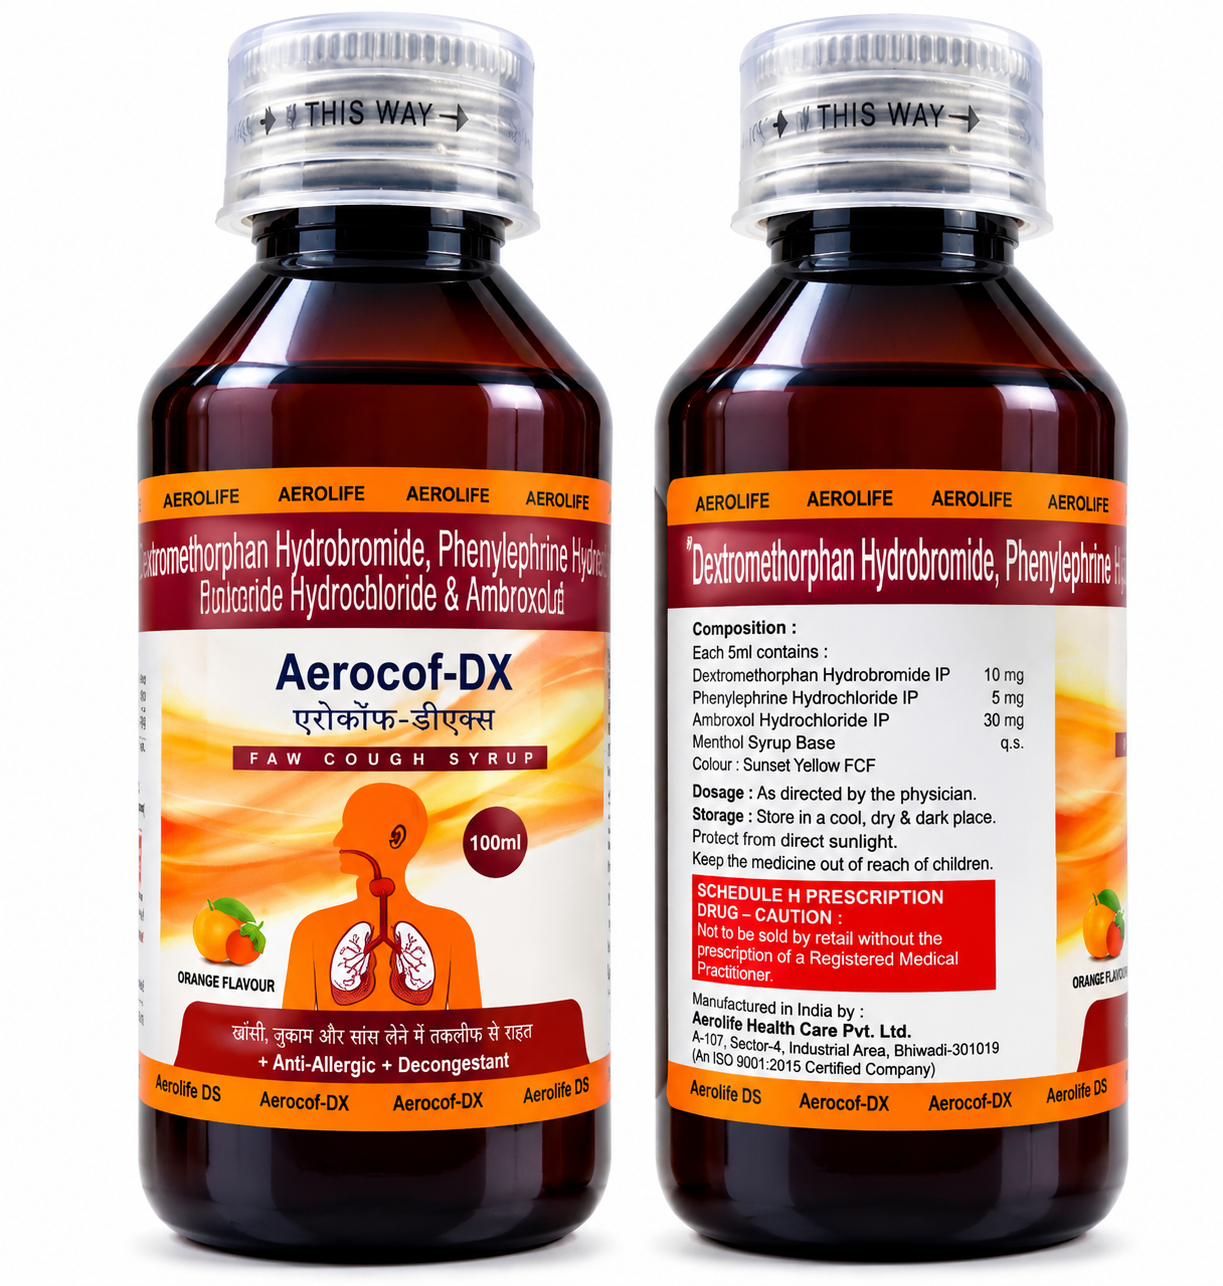 THIS WAY
AEROLIFE AEROLIFE AEROLIFE AEROLIFE
Dextromethorphan Hydrobromide, Phenylephrine
Hydrochloride &
Aerocof-DX
एरोकॉफ-डीएक्स
FAW COUGH SYRUP
100ml
ORANGE FLAVOUR
खाँसी, जुकाम और सांस लेने में तकलीफ से राहत
+ Anti-Allergic + Decongestant
Aerolife DS Aerocof-DX Aerocof-DX Aerolife DS
THIS WAY
AEROLIFE AEROLIFE AEROLIFE AEROLIFE
Dextromethorphan Hydrobromide, Phenylephrine
Composition :
Each 5ml contains :
Dextromethorphan Hydrobromide IP 10 mg
Phenylephrine Hydrochloride IP 5 mg
Ambroxol Hydrochloride IP 30 mg
Menthol Syrup Base q.s.
Colour : Sunset Yellow FCF
Dosage : As directed by the physician.
Storage : Store in a cool, dry & dark place.
Protect from direct sunlight.
Keep the medicine out of reach of children.
SCHEDULE H PRESCRIPTION
DRUG – CAUTION :
Not to be sold by retail without the
prescription of a Registered Medical
Practitioner.
ORANGE FLAVOUR
Manufactured in India by :
Aerolife Health Care Pvt. Ltd.
A-107, Sector-4, Industrial Area, Bhiwadi-301019
(An ISO 9001:2015 Certified Company)
Aerolife DS Aerocof-DX Aerocof-DX Aerolife DS